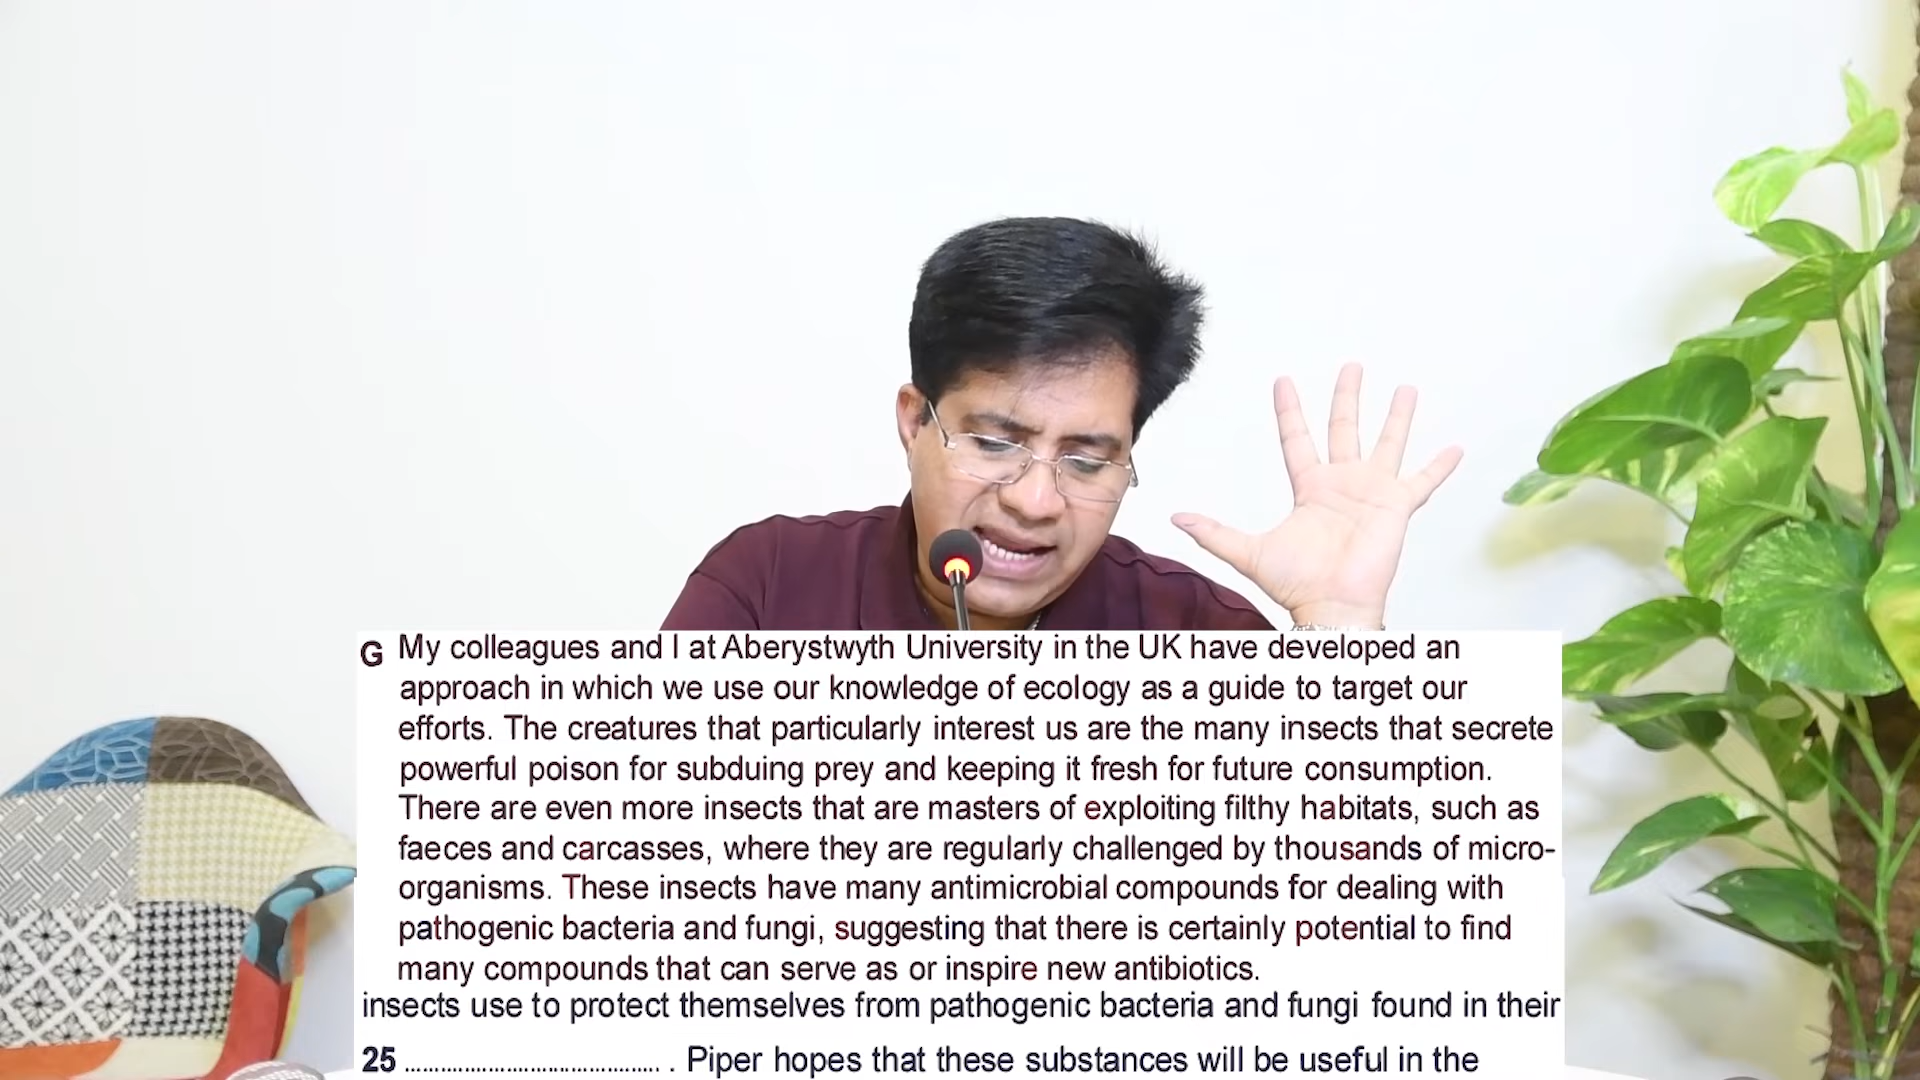 G My colleagues and I at Aberystwyth University in the UK have developed an
approach in which we use our knowledge of ecology as a guide to target our
efforts. The creatures that particularly interest us are the many insects that secrete
powerful poison for subduing prey and keeping it fresh for future consumption.
There are even more insects that are masters of exploiting filthy habitats, such as
faeces and carcasses, where they are regularly challenged by thousands of micro-
organisms. These insects have many antimicrobial compounds for dealing with
pathogenic bacteria and fungi, suggesting that there is certainly potential to find
many compounds that can serve as or inspire new antibiotics.
insects use to protect themselves from pathogenic bacteria and fungi found in their
25 ........................................ . Piper hopes that these substances will be useful in the